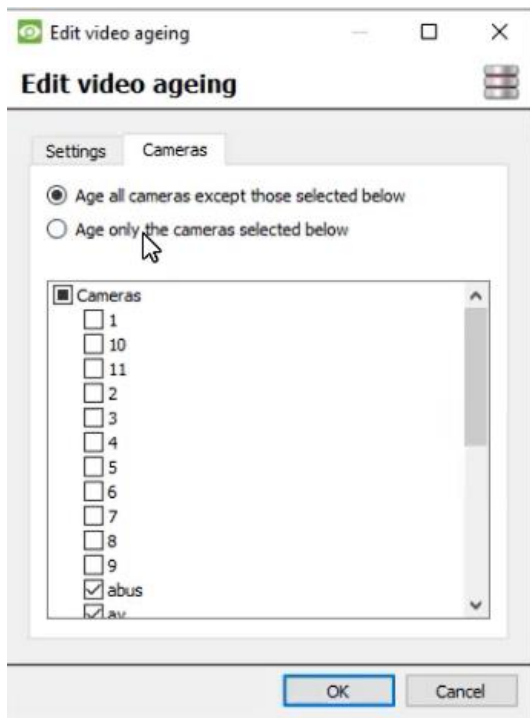 Edit video ageing
Edit video ageing
Settings Cameras
Age all cameras except those selected below
Age only the cameras selected below
Cameras
1
10
11
2
3
4
5
6
7
8
9
abus
av
OK Cancel